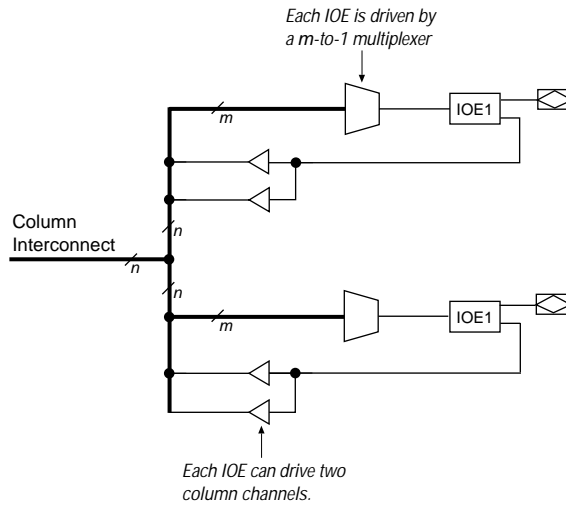 Each IOE is driven by
a m-to-1 multiplexer
IOE1
m
n
Column
Interconnect
n
n
IOE1
m
Each IOE can drive two
column channels.